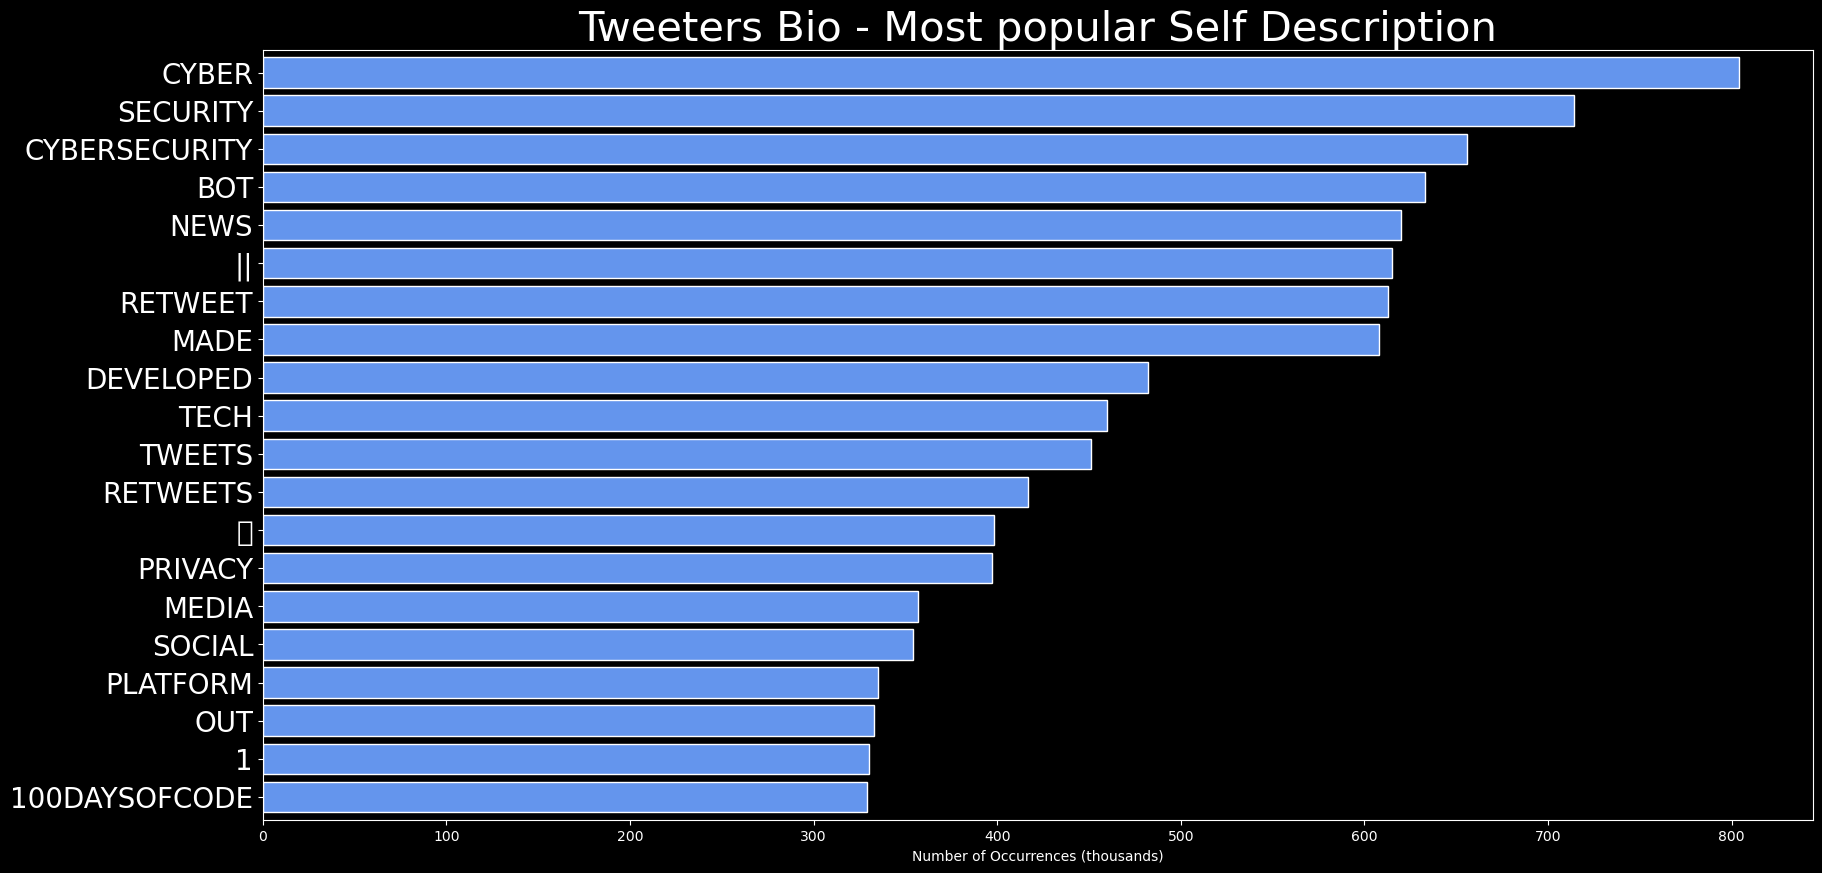 Tweeters Bio - Most popular Self Description
CYBER
SECURITY
CYBERSECURITY
BOT
NEWS
||
RETWEET
MADE
DEVELOPED
TECH
TWEETS
RETWEETS
PRIVACY
MEDIA
SOCIAL
PLATFORM
OUT
1
100DAYSOFCODE
0 100 200 300 400 500 600 700 800
Number of Occurrences (thousands)